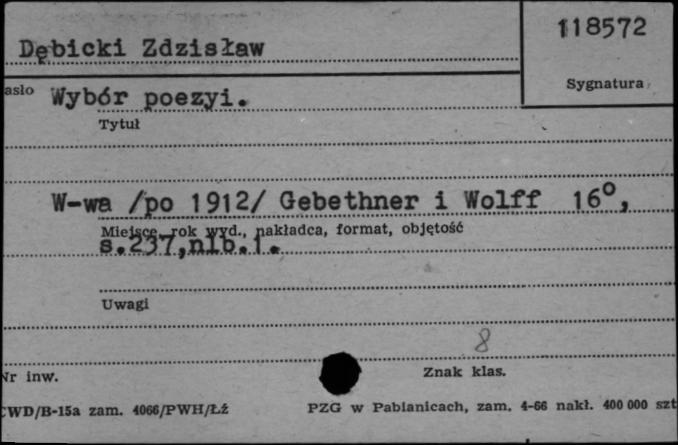 118572
Dębicki Zdzisław
Sygnatura
asło Wybór poezyi.
Tytuł
W-wa /po 1912/ Gebethner i Wolff 16°,
Miejsce, rok wyd., nakładca, format, objętość
s.237,nlb.1.
Uwagi
8
Nr inw.
Znak klas.
CWD/B-15a zam. 4066/PWH/Łź PZG w Pabianicach, zam. 4-66 nakł. 400 000 szt